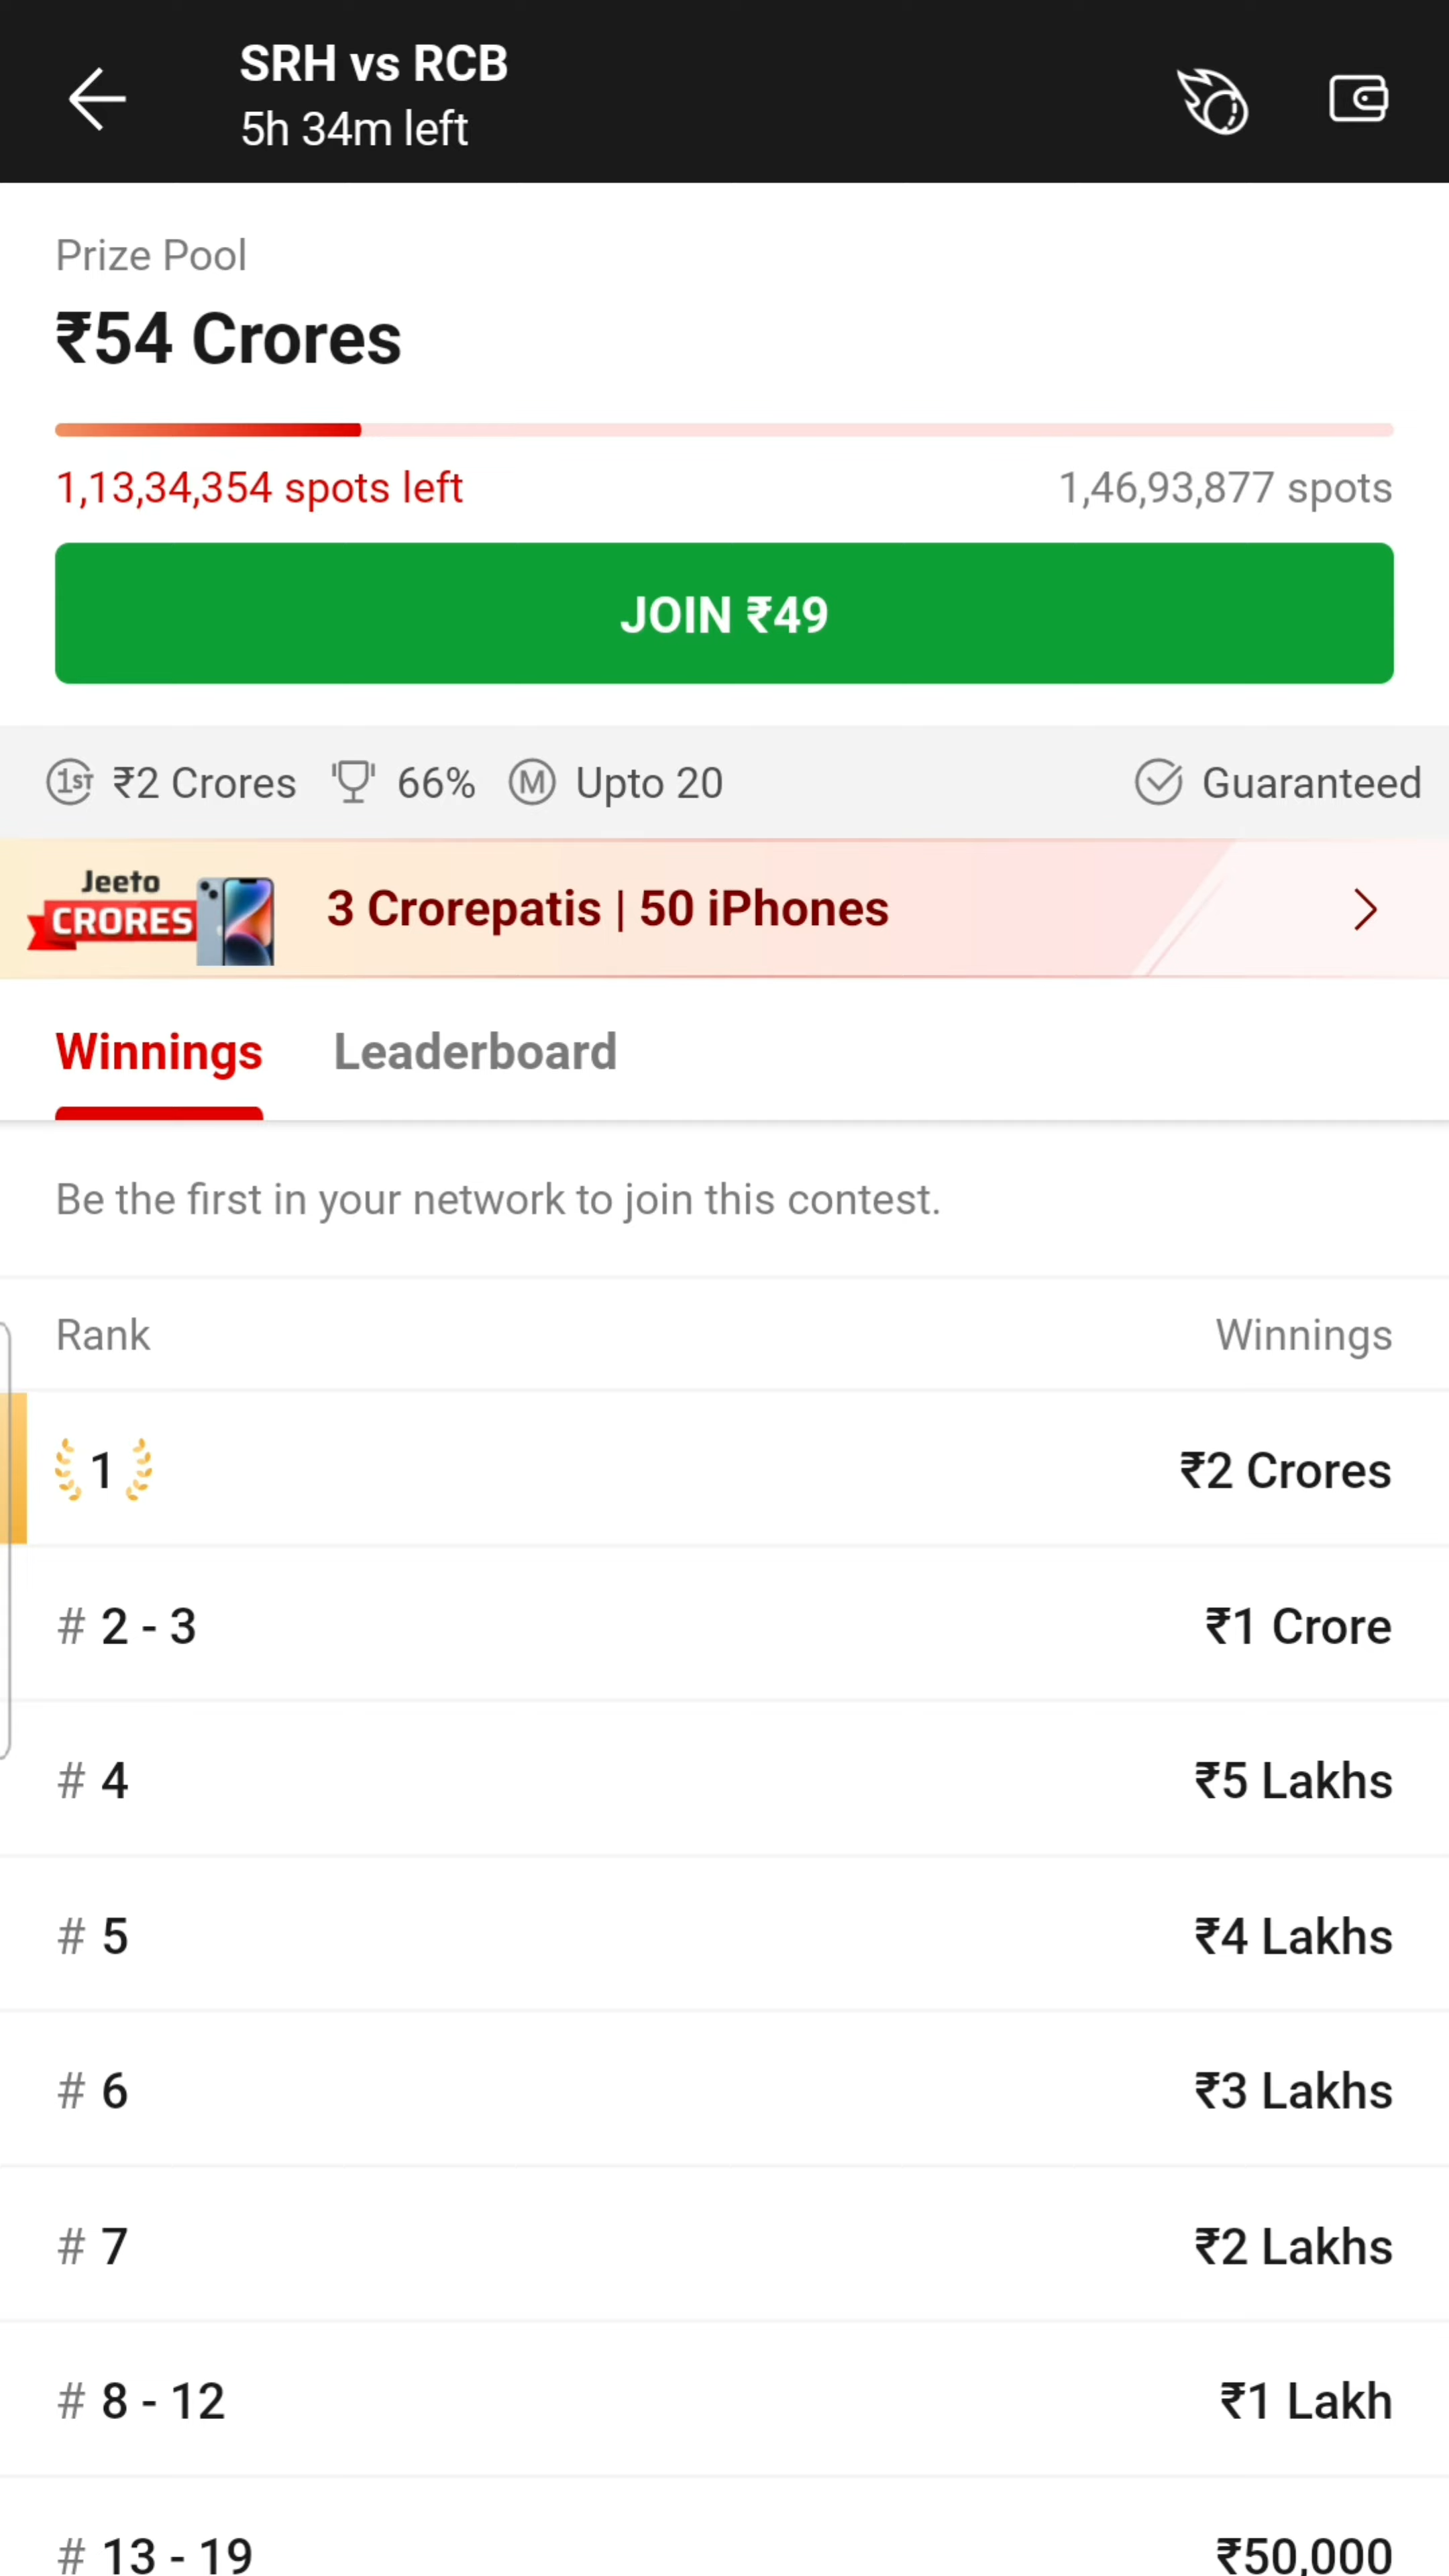 SRH vs RCB
5h 34m left
Prize Pool
₹54 Crores
1,13,34,354 spots left
1,46,93,877 spots
JOIN ₹49
1ST ₹2 Crores 66% M Upto 20 Guaranteed
Jeeto
CRORES
3 Crorepatis | 50 iPhones
Winnings Leaderboard
Be the first in your network to join this contest.
Rank Winnings
1 ₹2 Crores
# 2 - 3 ₹1 Crore
# 4 ₹5 Lakhs
# 5 ₹4 Lakhs
# 6 ₹3 Lakhs
# 7 ₹2 Lakhs
# 8 - 12 ₹1 Lakh
# 13 - 19 ₹50,000